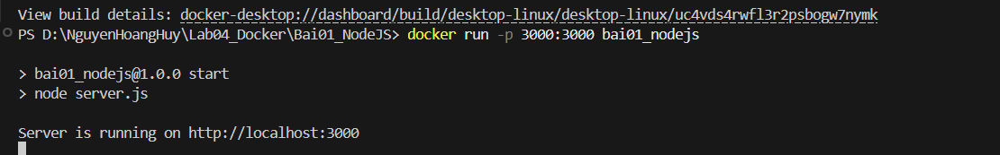 View build details: docker-desktop://dashboard/build/desktop-linux/desktop-linux/uc4vds4rwfl3r2psbogw7nymk
PS D:\NguyenHoangHuy\Lab04_Docker\Bai01_NodeJS> docker run -p 3000:3000 bai01_nodejs
> bai01_nodejs@1.0.0 start
> node server.js
Server is running on http://localhost:3000